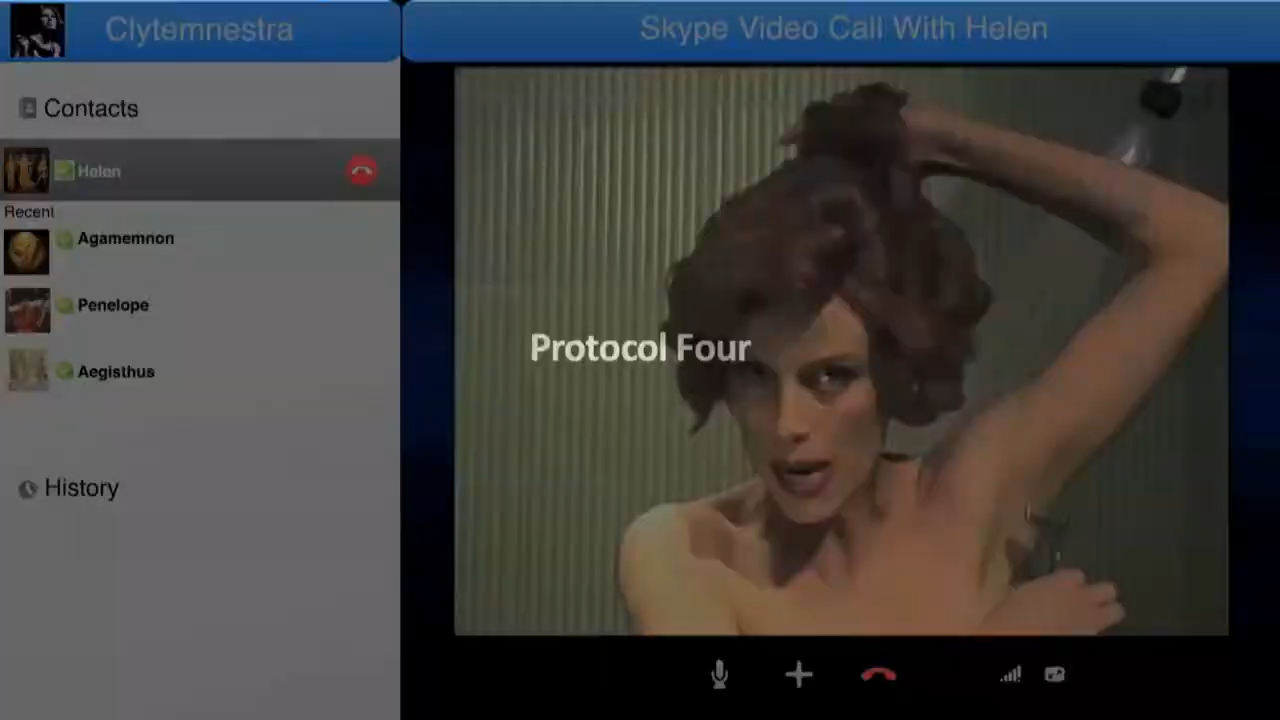 Clytemnestra
Skype Video Call With Helen
Contacts
Helen
Recent
Agamemnon
Penelope
Aegisthus
History
Protocol Four